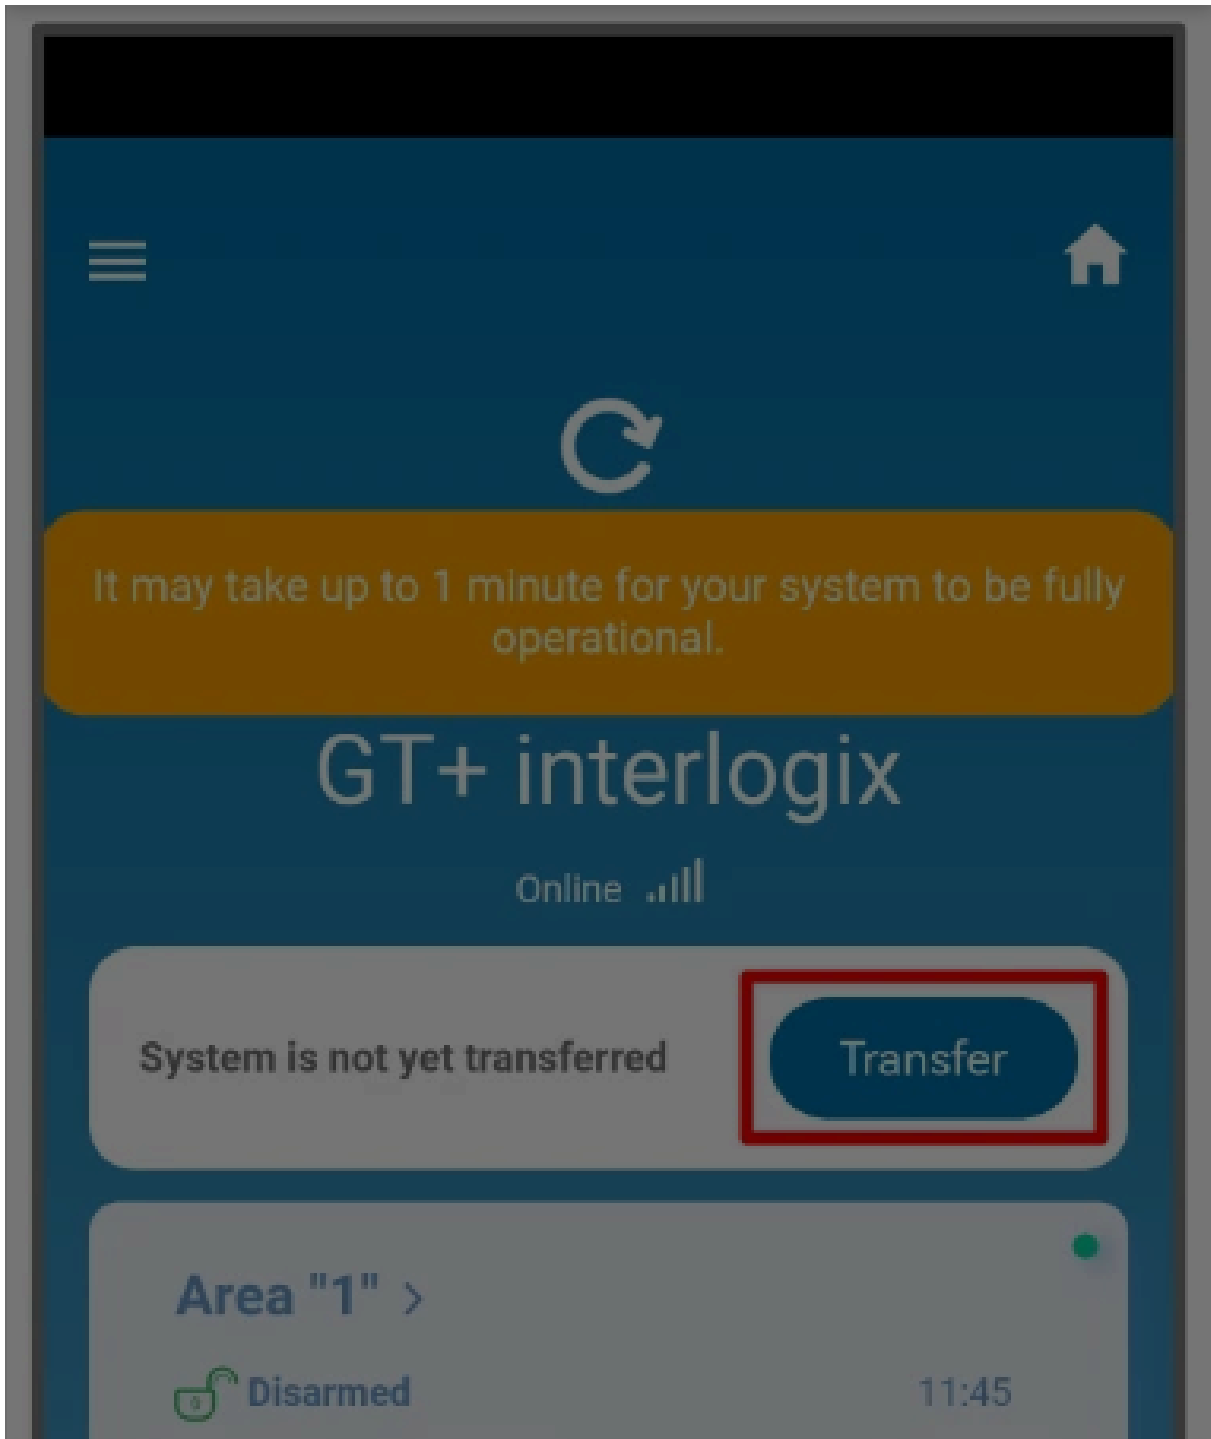 It may take up to 1 minute for your system to be fully
operational.
GT+ interlogix
Online
System is not yet transferred
Transfer
Area "1" >
Disarmed
11:45